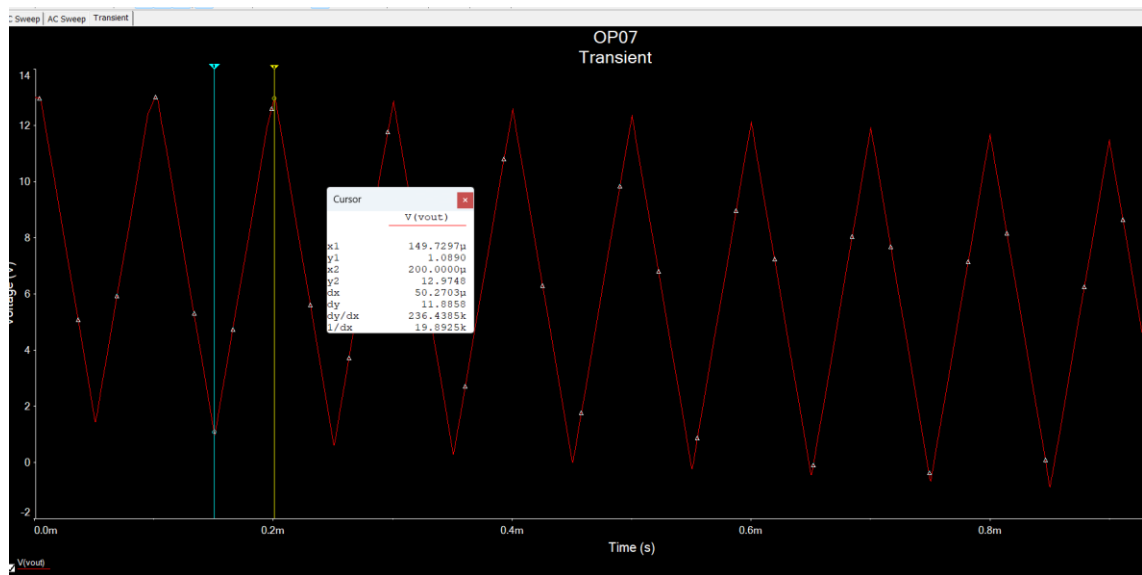 C Sweep AC Sweep Transient
OP07
Transient
14
12
10
8
6
4
2
0
-2
Voltage (V)
Cursor
V(vout)
x1 149.7297µ
y1 1.0890
x2 200.0000µ
y2 12.9748
dx 50.2703µ
dy 11.8858
dy/dx 236.4385k
1/dx 19.8925k
0.0m 0.2m 0.4m 0.6m 0.8m
Time (s)
V(vout)